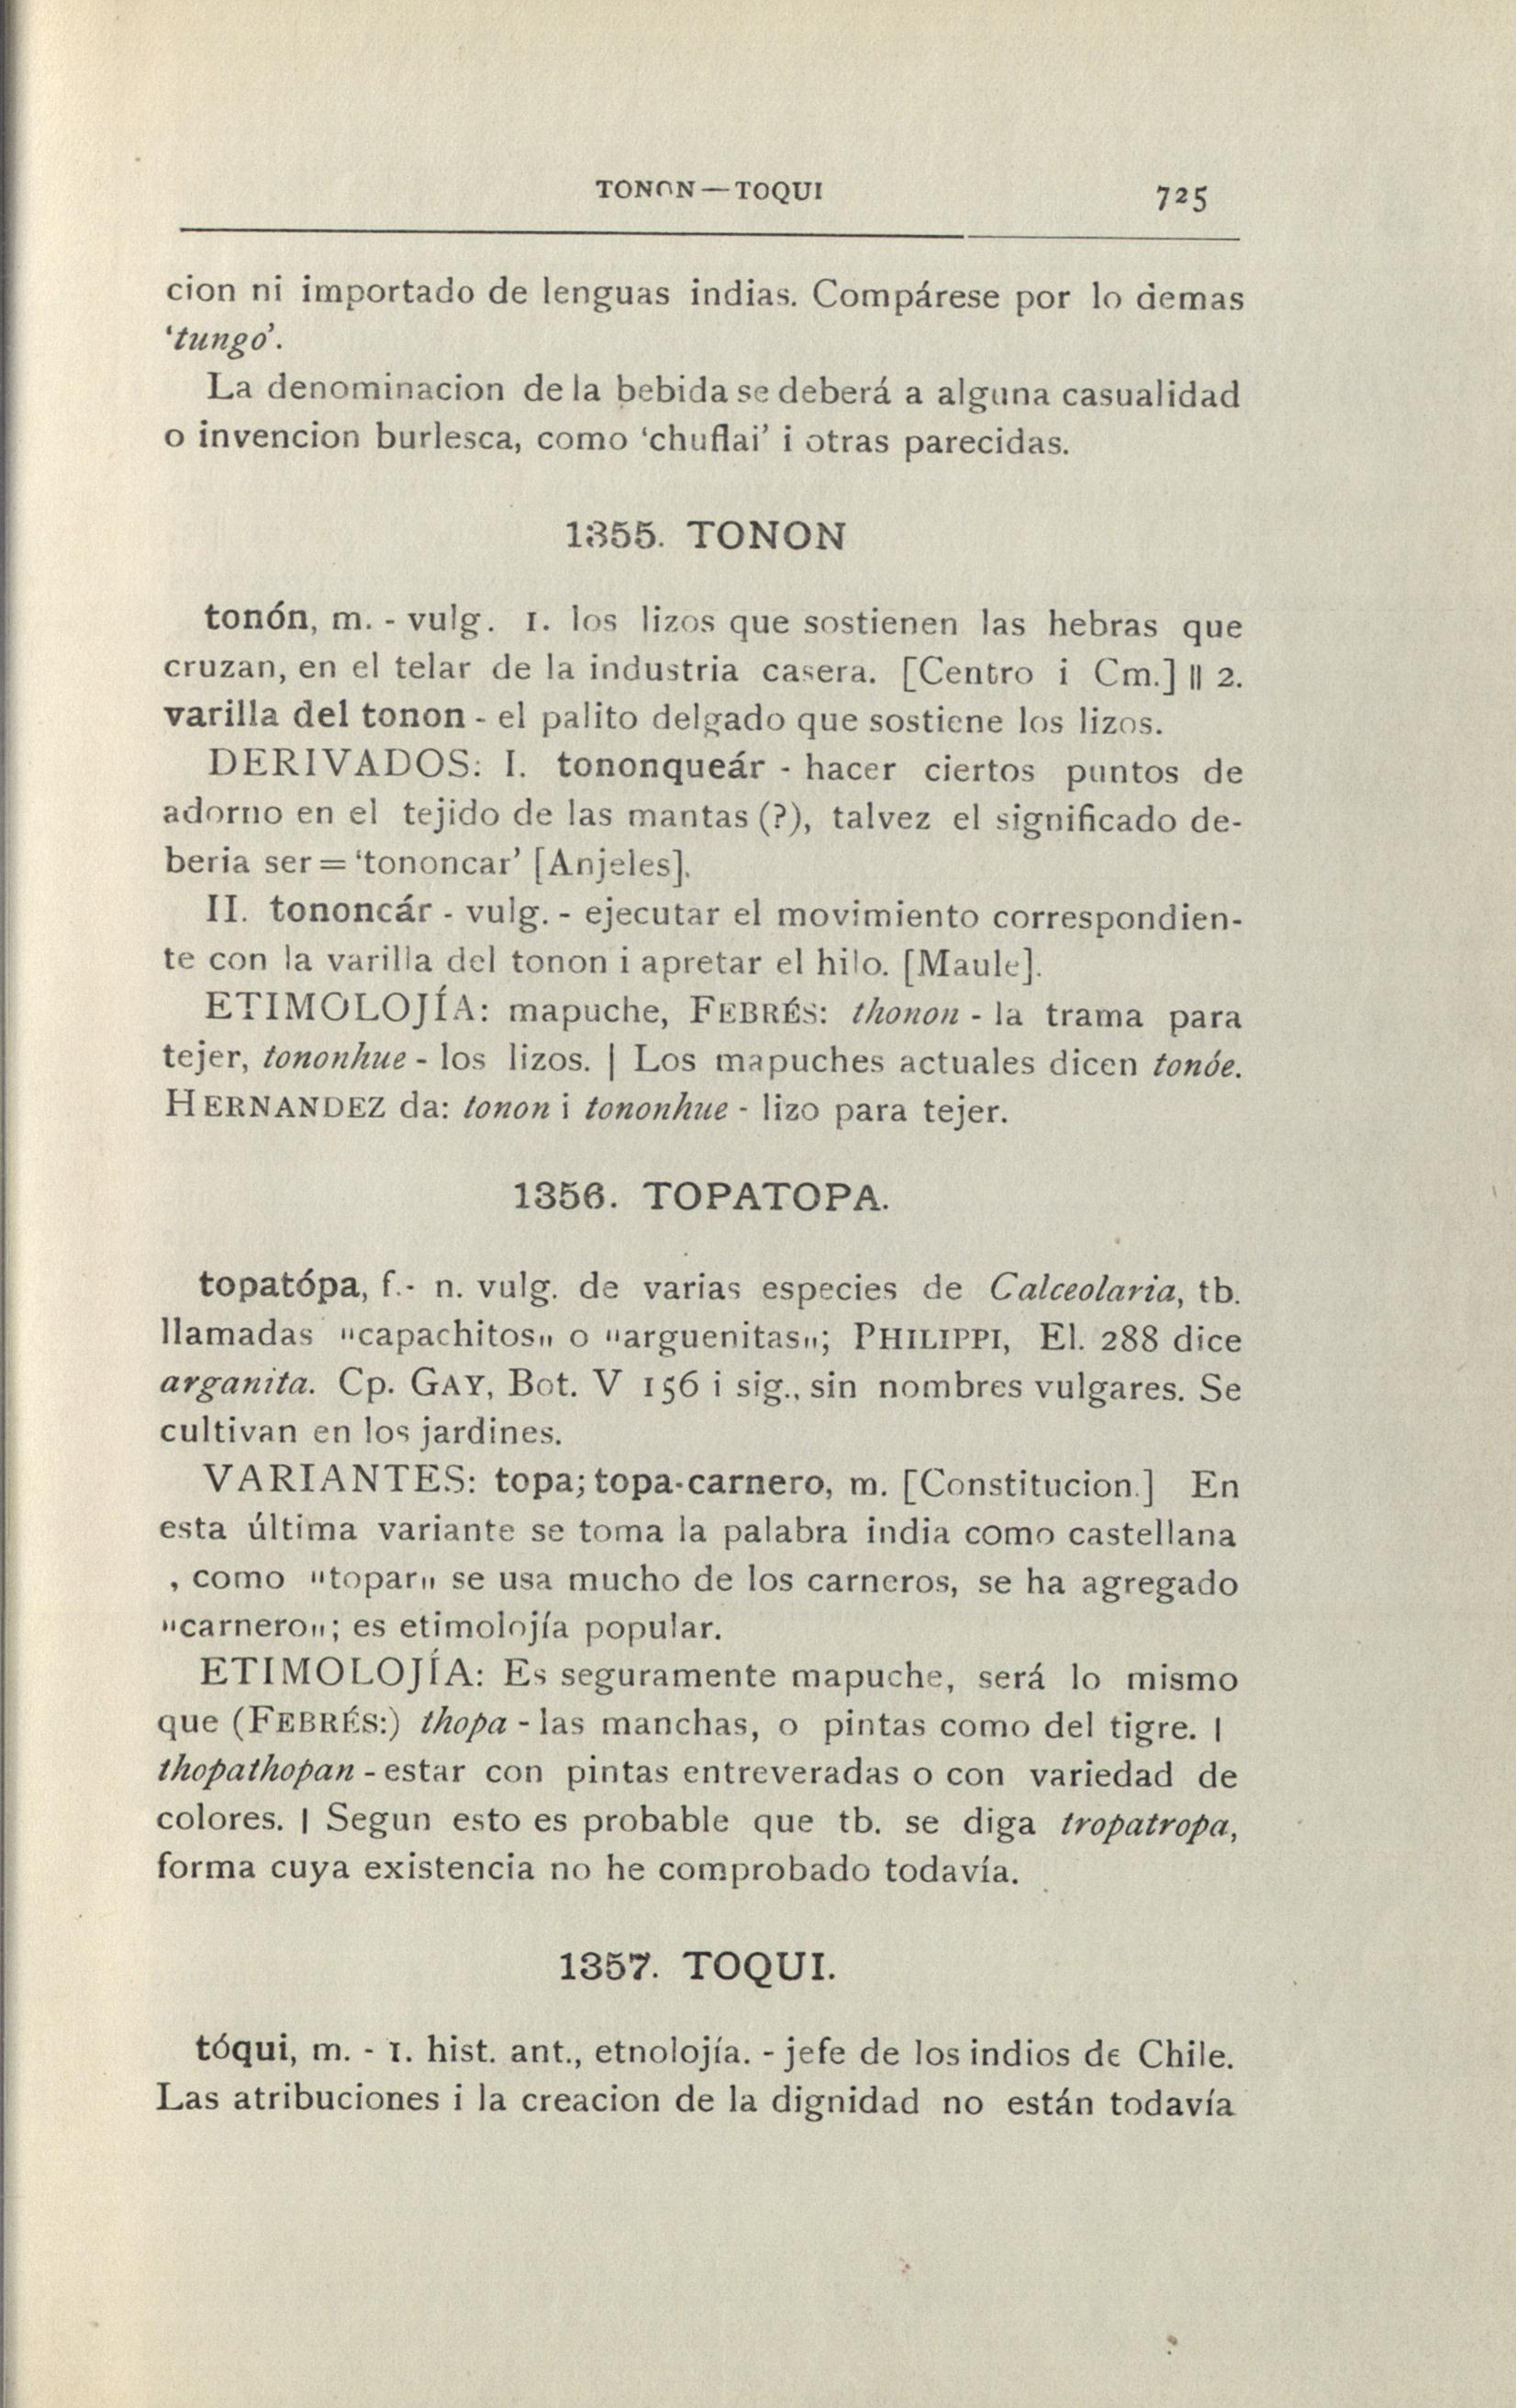 TONON — TOQUI 725
cion ni importado de lenguas indias. Compárese por lo demas
‘tungo’.
La denominacion de la bebida se deberá a alguna casualidad
o invencion burlesca, como ‘chuflai’ i otras parecidas.
1355. TONON
tonón, m. - vulg. 1. los lizos que sostienen las hebras que
cruzan, en el telar de la industria casera. [Centro i Cm.] || 2.
varilla del tonon - el palito delgado que sostiene los lizos.
DERIVADOS: I. tononqueár - hacer ciertos puntos de
adorno en el tejido de las mantas (?), talvez el significado de-
beria ser = ‘tononcar’ [Anjeles].
II. tononcár - vulg. - ejecutar el movimiento correspondien-
te con la varilla del tonon i apretar el hilo. [Maule].
ETIMOLOJÍA: mapuche, FEBRÉS: thonon - la trama para
tejer, tononhue - los lizos. | Los mapuches actuales dicen tonóe.
HERNANDEZ da: tonon i tononhue - lizo para tejer.
1356. TOPATOPA.
topatópa, f. - n. vulg. de varias especies de Calceolaria, tb.
llamadas "capachitos„ o "arguenitas„; PHILIPPI, El. 288 dice
arganita. Cp. GAY, Bot. V 156 i sig., sin nombres vulgares. Se
cultivan en los jardines.
VARIANTES: topa; topa-carnero, m. [Constitucion.] En
esta última variante se toma la palabra india como castellana
, como "topar„ se usa mucho de los carneros, se ha agregado
"carnero„; es etimolojía popular.
ETIMOLOJÍA: Es seguramente mapuche, será lo mismo
que (FEBRÉS:) thopa - las manchas, o pintas como del tigre. |
thopathopan - estar con pintas entreveradas o con variedad de
colores. | Segun esto es probable que tb. se diga tropatropa,
forma cuya existencia no he comprobado todavía.
1357. TOQUI.
tóqui, m. - 1. hist. ant., etnolojía. - jefe de los indios de Chile.
Las atribuciones i la creacion de la dignidad no están todavía